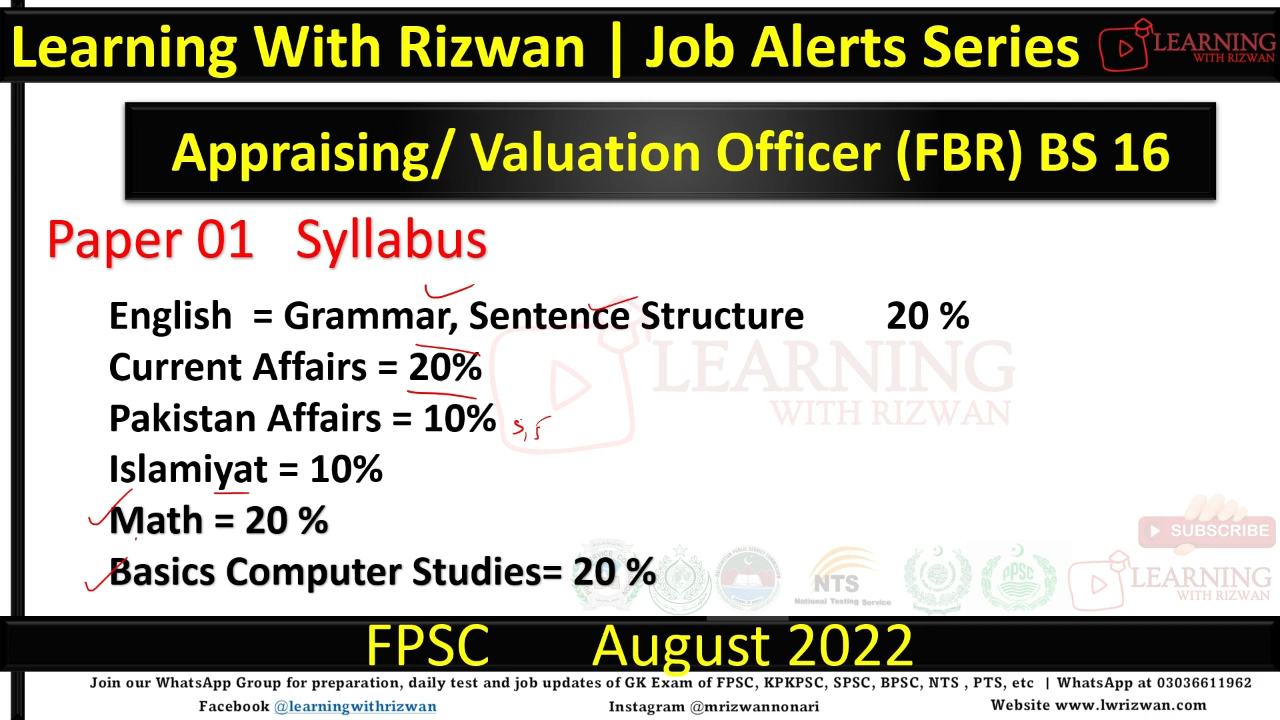 Learning With Rizwan | Job Alerts Series
LEARNING
WITH RIZWAN
Appraising/ Valuation Officer (FBR) BS 16
Paper 01 Syllabus
English = Grammar, Sentence Structure 20 %
Current Affairs = 20%
Pakistan Affairs = 10%
5,5
Islamiyat = 10%
Math = 20 %
Basics Computer Studies= 20 %
LEARNING
WITH RIZWAN
SUBSCRIBE
NTS
National Testing Service
PPSC
LEARNING
WITH RIZWAN
FPSC August 2022
Join our WhatsApp Group for preparation, daily test and job updates of GK Exam of FPSC, KPKPSC, SPSC, BPSC, NTS , PTS, etc | WhatsApp at 03036611962
Facebook @learningwithrizwan Instagram @mrizwannonari Website www.lwrizwan.com